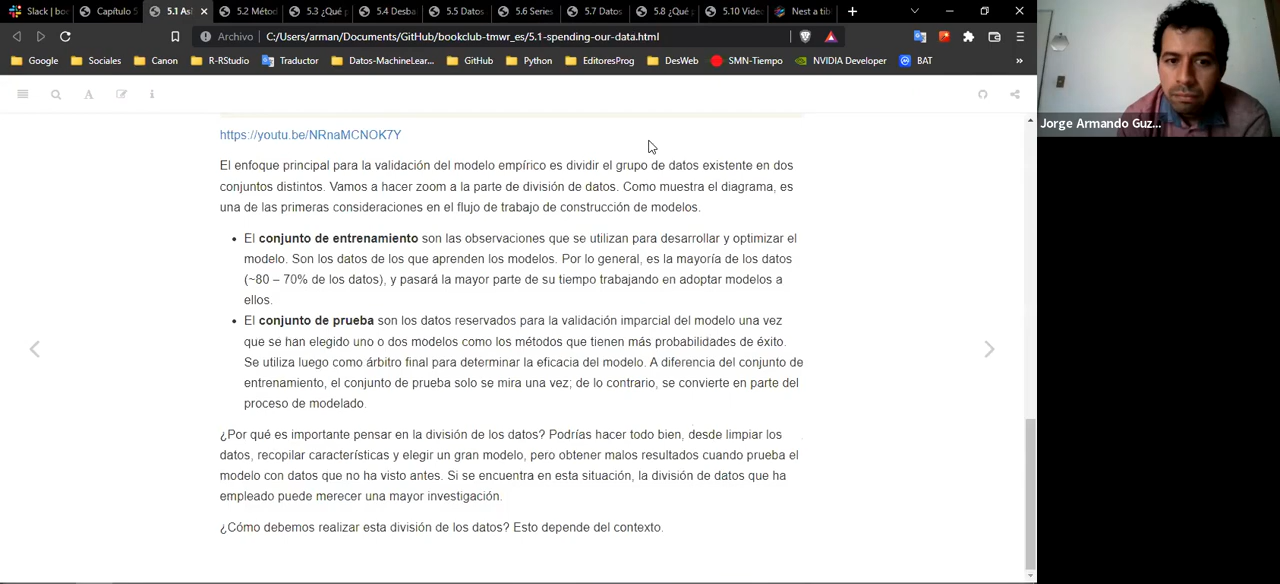 Slack | boo
Capítulo 5
5.1 Asi
5.2 Métod
5.3 ¿Qué p
5.4 Desba
5.5 Datos
5.6 Series
5.7 Datos
5.8 ¿Qué
5.10 Video
Nest a tib
Archivo
C:/Users/arman/Documents/GitHub/bookclub-tmwr_es/5.1-spending-our-data.html
Google
Sociales
Canon
R-RStudio
Traductor
Datos-MachineLear...
GitHub
Python
EditoresProg
DesWeb
SMN-Tiempo
NVIDIA Developer
BAT
»
Jorge Armando Guz...
https://youtu.be/NRnaMCNOK7Y
El enfoque principal para la validación del modelo empírico es dividir el grupo de datos existente en dos
conjuntos distintos. Vamos a hacer zoom a la parte de división de datos. Como muestra el diagrama, es
una de las primeras consideraciones en el flujo de trabajo de construcción de modelos.
• El conjunto de entrenamiento son las observaciones que se utilizan para desarrollar y optimizar el
modelo. Son los datos de los que aprenden los modelos. Por lo general, es la mayoría de los datos
(~80 – 70% de los datos), y pasará la mayor parte de su tiempo trabajando en adoptar modelos a
ellos.
• El conjunto de prueba son los datos reservados para la validación imparcial del modelo una vez
que se han elegido uno o dos modelos como los métodos que tienen más probabilidades de éxito.
Se utiliza luego como árbitro final para determinar la eficacia del modelo. A diferencia del conjunto de
entrenamiento, el conjunto de prueba solo se mira una vez; de lo contrario, se convierte en parte del
proceso de modelado.
¿Por qué es importante pensar en la división de los datos? Podrías hacer todo bien, desde limpiar los
datos, recopilar características y elegir un gran modelo, pero obtener malos resultados cuando prueba el
modelo con datos que no ha visto antes. Si se encuentra en esta situación, la división de datos que ha
empleado puede merecer una mayor investigación.
¿Cómo debemos realizar esta división de los datos? Esto depende del contexto.